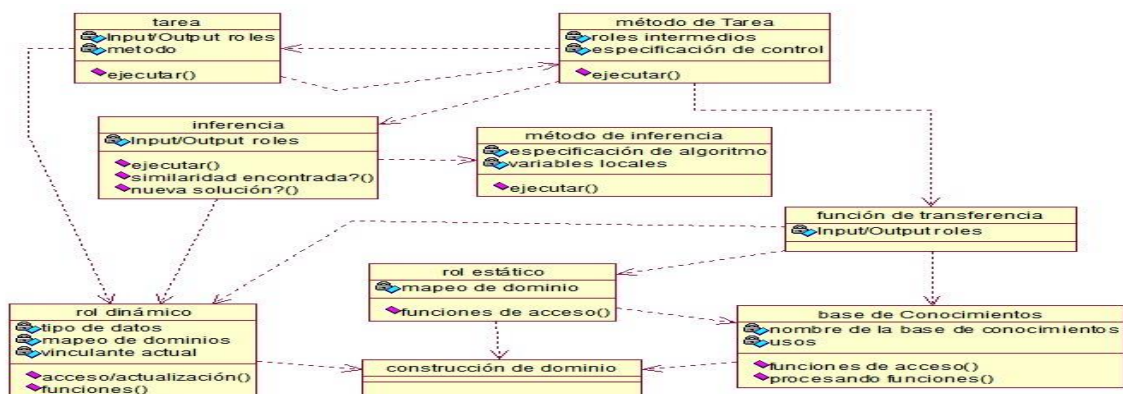 tarea
Input/Output roles
metodo
ejecutar()
método de Tarea
roles intermedios
especificación de control
ejecutar()
inferencia
Input/Output roles
ejecutar()
similaridad encontrada?()
nueva solución?()
método de inferencia
especificación de algoritmo
variables locales
ejecutar()
función de transferencia
Input/Output roles
rol estático
mapeo de dominio
funciones de acceso()
rol dinámico
tipo de datos
mapeo de dominios
vinculante actual
acceso/actualización()
funciones()
construcción de dominio
base de Conocimientos
nombre de la base de conocimientos
usos
funciones de acceso()
procesando funciones()